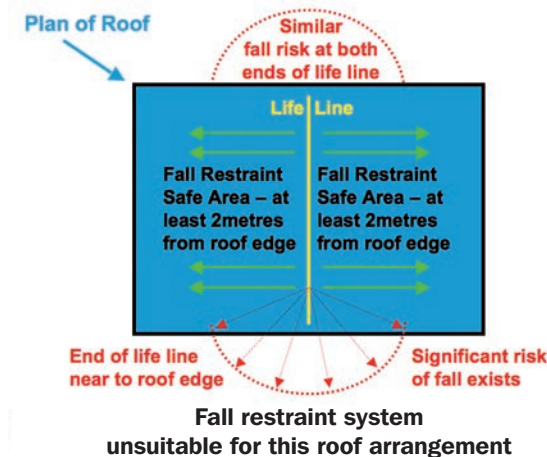 Plan of Roof
Similar
fall risk at both
ends of life line
Life Line
Fall Restraint
Safe Area – at
least 2metres
from roof edge
Fall Restraint
Safe Area – at
least 2metres
from roof edge
End of life line
near to roof edge
Significant risk
of fall exists
Fall restraint system
unsuitable for this roof arrangement